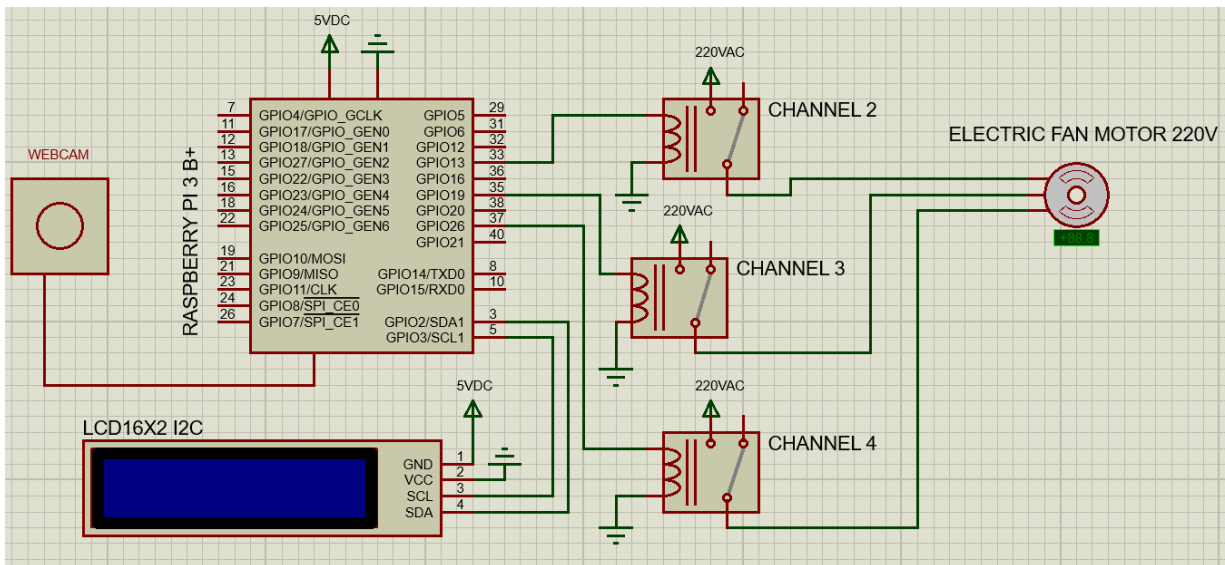 5VDC
220VAC
CHANNEL 2
ELECTRIC FAN MOTOR 220V
WEBCAM
RASPBERRY PI 3 B+
7 GPIO4/GPIO_GCLK GPIO5 29
11 GPIO17/GPIO_GEN0 GPIO6 31
12 GPIO18/GPIO_GEN1 GPIO12 32
13 GPIO27/GPIO_GEN2 GPIO13 33
15 GPIO22/GPIO_GEN3 GPIO16 36
16 GPIO23/GPIO_GEN4 GPIO19 35
18 GPIO24/GPIO_GEN5 GPIO20 38
22 GPIO25/GPIO_GEN6 GPIO26 37
GPIO21 40
19 GPIO10/MOSI
21 GPIO9/MISO GPIO14/TXD0 8
23 GPIO11/CLK GPIO15/RXD0 10
24 GPIO8/SPI_CE0
26 GPIO7/SPI_CE1 GPIO2/SDA1 3
GPIO3/SCL1 5
220VAC
CHANNEL 3
+88.8
5VDC
220VAC
CHANNEL 4
LCD16X2 I2C
GND 1
VCC 2
SCL 3
SDA 4